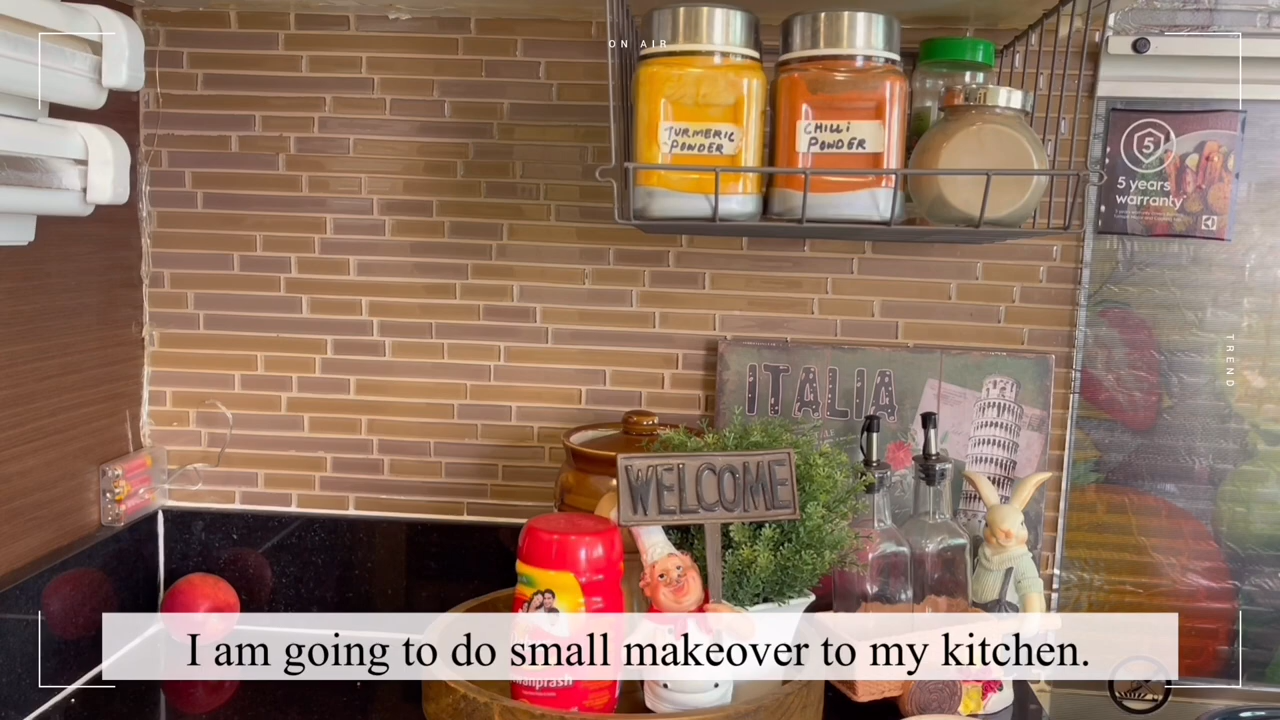 ON AIR
TURMERIC
POWDER
CHILLi
POWDER
5
5 years
warranty
TREND
ITALIA
WELCOME
I am going to do small makeover to my kitchen.